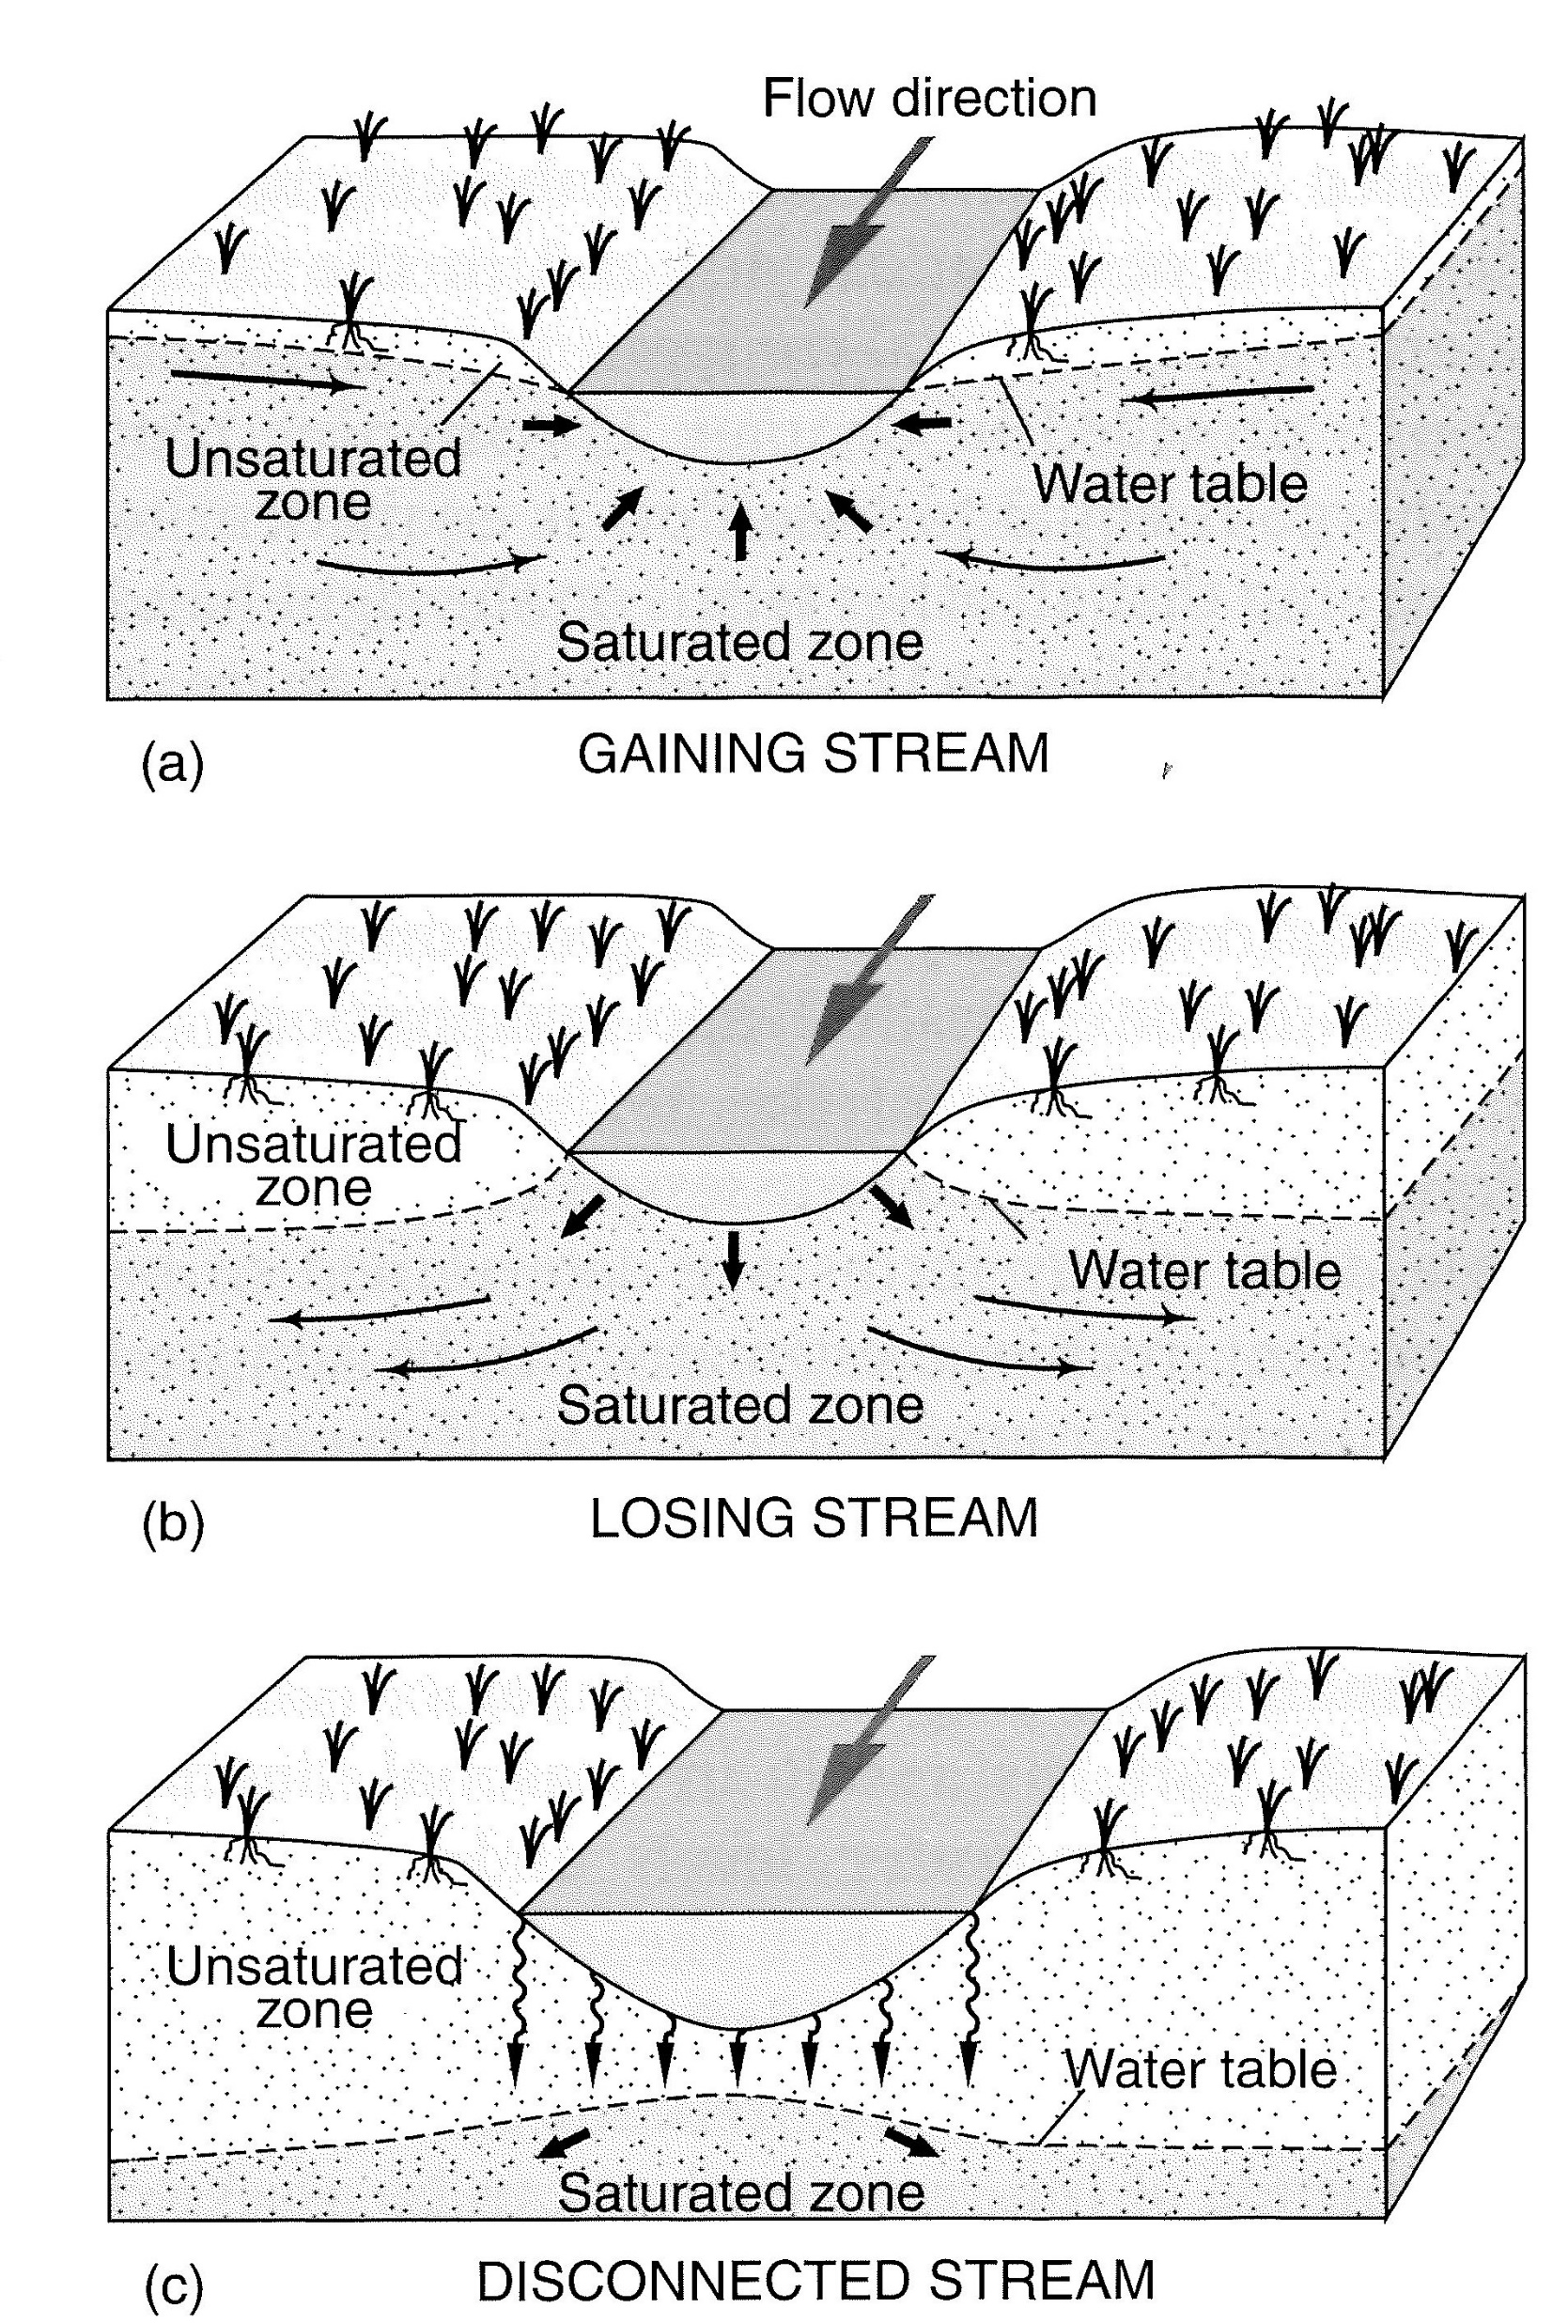 Flow direction
Unsaturated
zone
Water table
Saturated zone
(a) GAINING STREAM
Unsaturated
zone
Water table
Saturated zone
(b) LOSING STREAM
Unsaturated
zone
Water table
Saturated zone
(c) DISCONNECTED STREAM